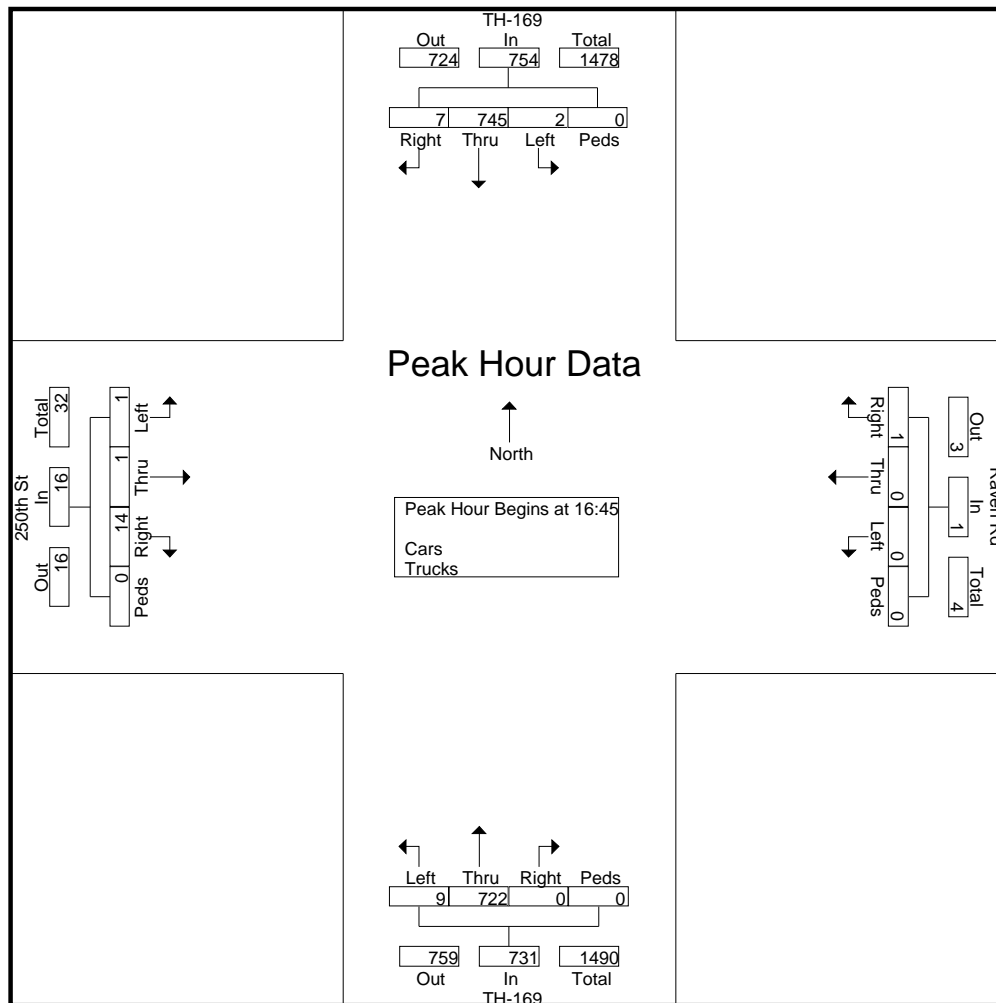 TH-169
Out In Total
724 754 1478
7 745 2 0
Right Thru Left Peds
Peak Hour Data
North
Peak Hour Begins at 16:45
Cars
Trucks
250th St
Total In Out
32 16 16
1 1 14 0
Left Thru Right Peds
Right Thru Left Peds
1 0 0 0
Out In Total
3 1 4
Left Thru Right Peds
9 722 0 0
759 731 1490
Out In Total
TH-169